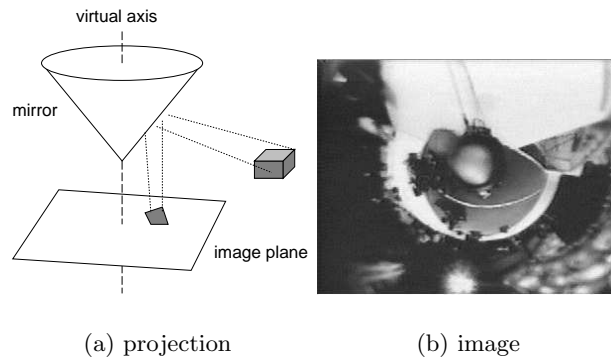 virtual axis
mirror
image plane
(a) projection
(b) image